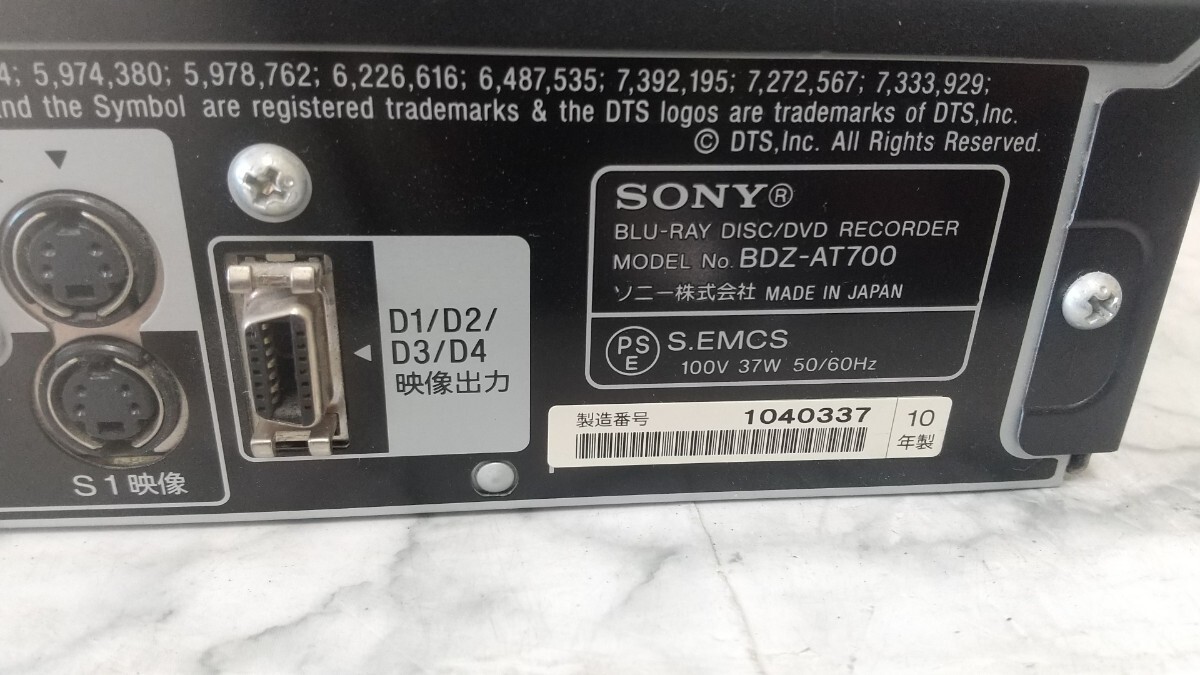 4; 5,974,380; 5,978,762; 6,226,616; 6,487,535; 7,392,195; 7,272,567; 7,333,929;
and the Symbol are registered trademarks & the DTS logos are trademarks of DTS,Inc.
© DTS,Inc. All Rights Reserved.
SONY®
BLU-RAY DISC/DVD RECORDER
MODEL No. BDZ-AT700
ソニー株式会社 MADE IN JAPAN
PSE S.EMCS
100V 37W 50/60Hz
製造番号 1040337
10年製
D1/D2/
D3/D4
映像出力
S1映像